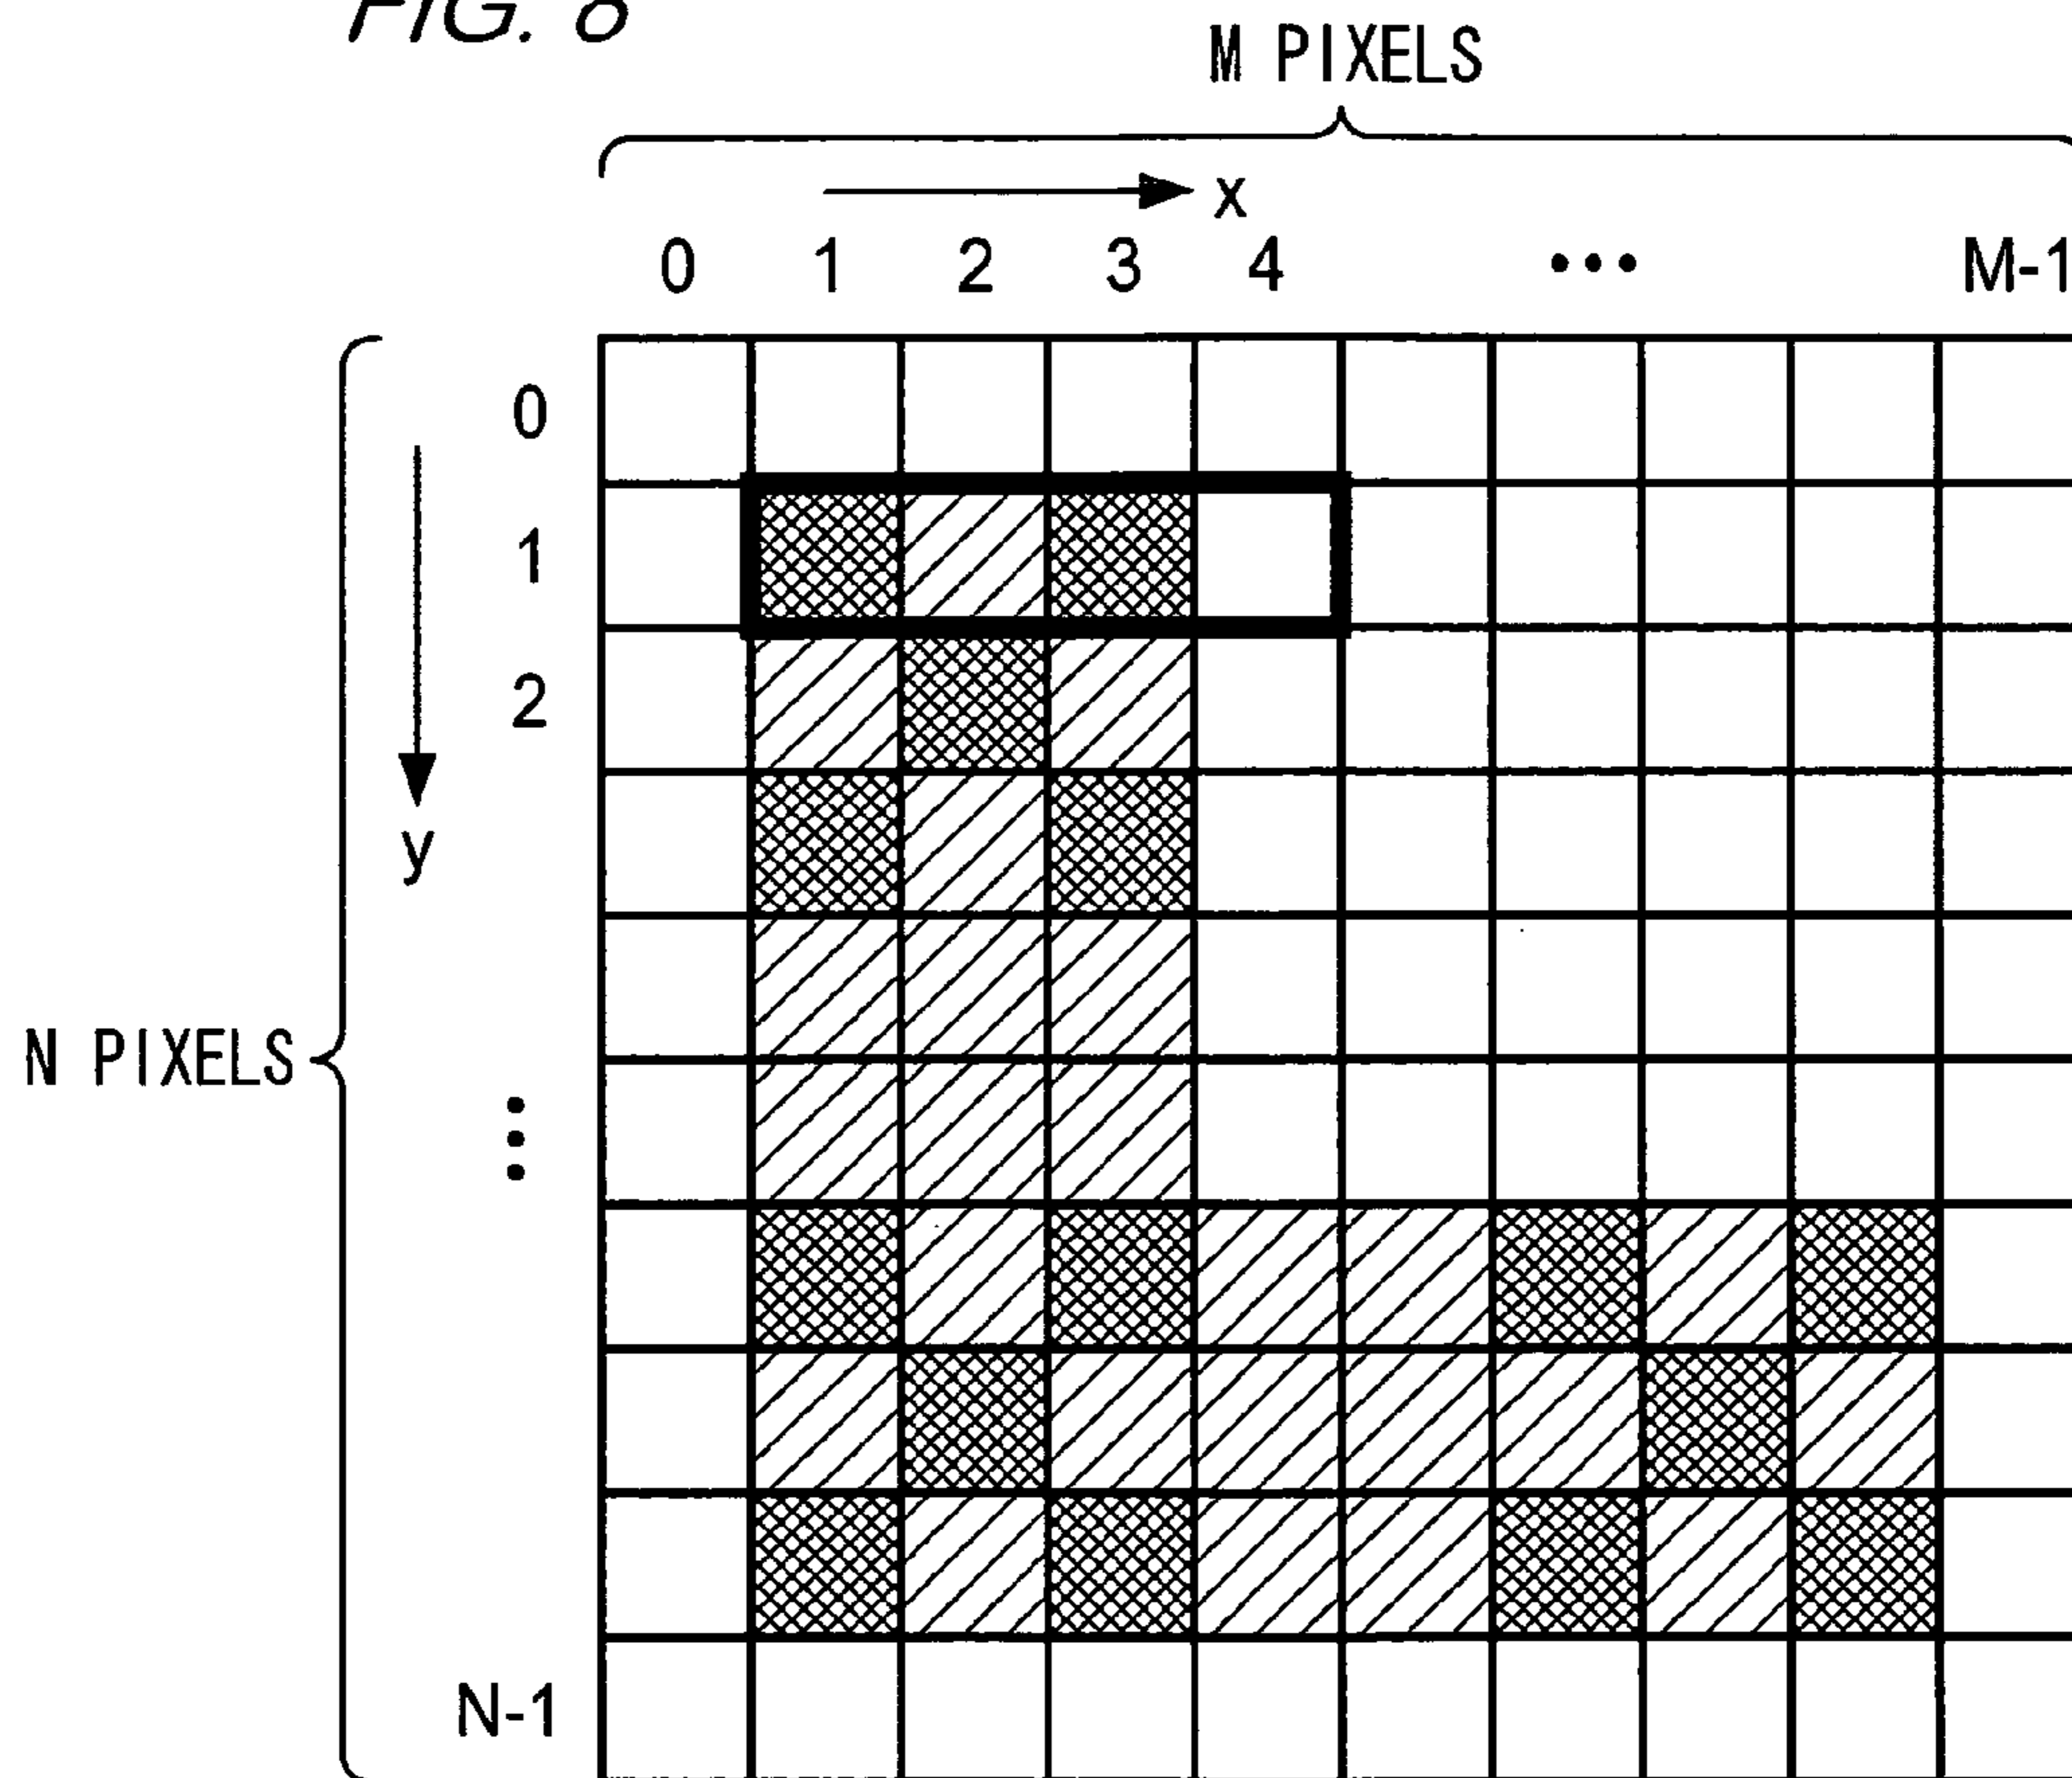 FIG. 8
M PIXELS
x
0 1 2 3 4 ••• M-1
0
1
2
y
N PIXELS
N-1